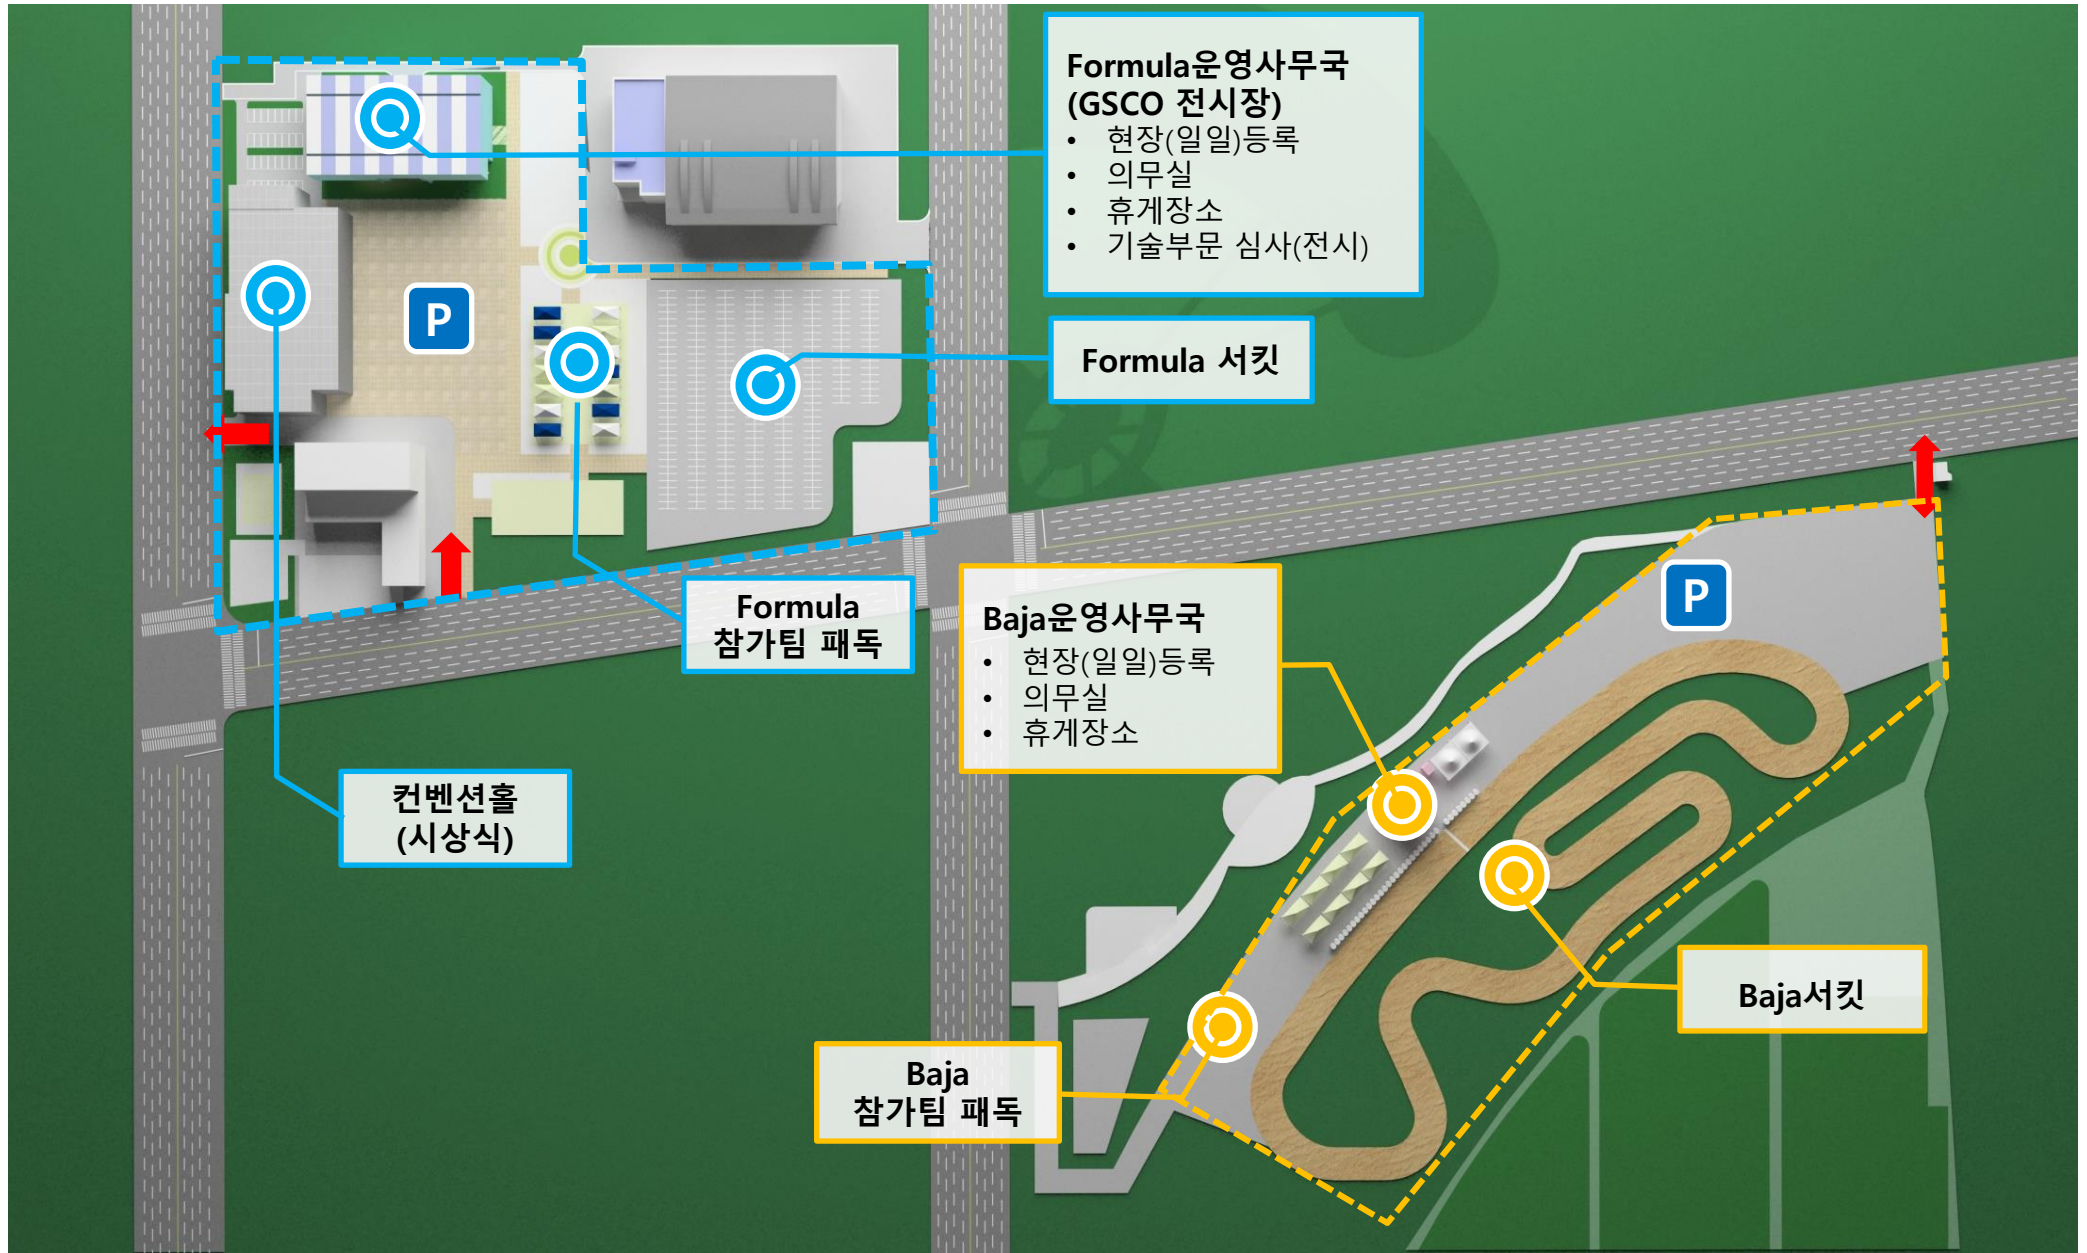 Formula운영사무국
(GSCO 전시장)
• 현장(일일)등록
• 의무실
• 휴게장소
• 기술부문 심사(전시)
P
Formula 서킷
Formula
참가팀 패독
P
Baja운영사무국
• 현장(일일)등록
• 의무실
• 휴게장소
컨벤션홀
(시상식)
Baja서킷
Baja
참가팀 패독